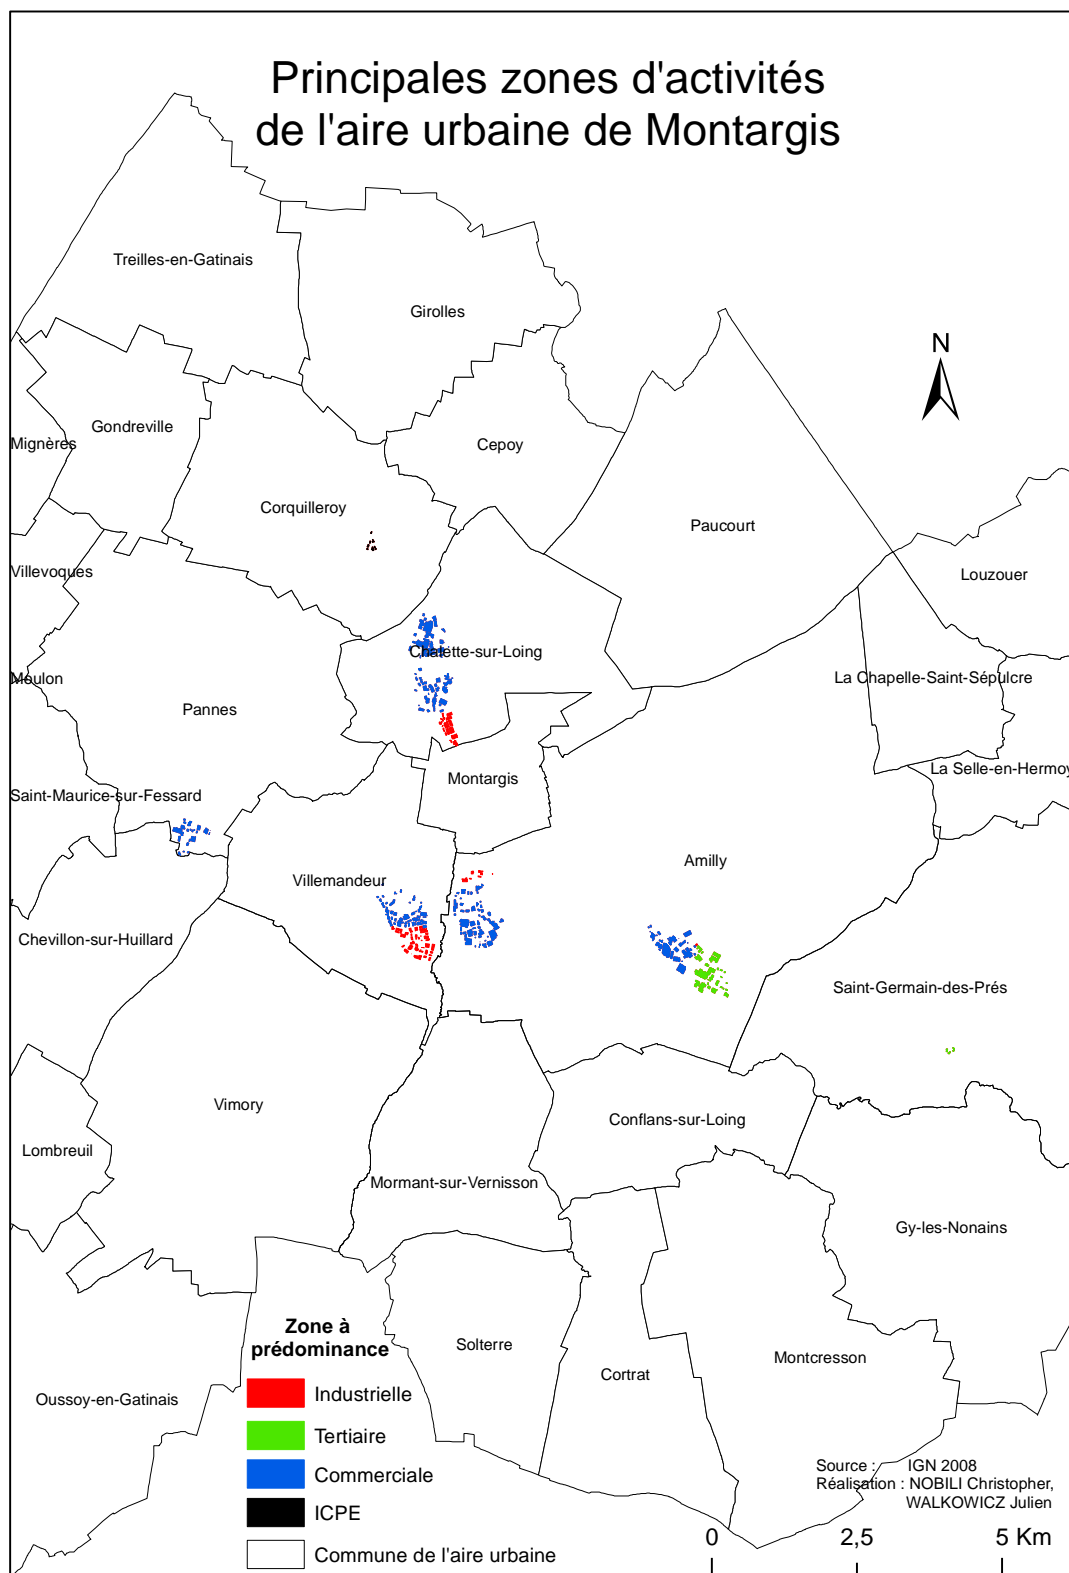 Principales zones d'activités
de l'aire urbaine de Montargis
Treilles-en-Gatinais
Girolles
N
Gondreville
Mignères
Cepoy
Corquilleroy
Paucourt
Villevoques
Louzouer
Chalette-sur-Loing
Moulon
La Chapelle-Saint-Sépulcre
Pannes
Montargis
La Selle-en-Hermoy
Saint-Maurice-sur-Fessard
Amilly
Villemandeur
Chevillon-sur-Huillard
Saint-Germain-des-Prés
Vimory
Conflans-sur-Loing
Lombreuil
Mormant-sur-Vernisson
Gy-les-Nonains
Solterre
Montcresson
Cortrat
Oussoy-en-Gatinais
Zone à
prédominance
Industrielle
Tertiaire
Commerciale
ICPE
Commune de l'aire urbaine
Source : IGN 2008
Réalisation : NOBILI Christopher,
WALKOWICZ Julien
0 2,5 5 Km